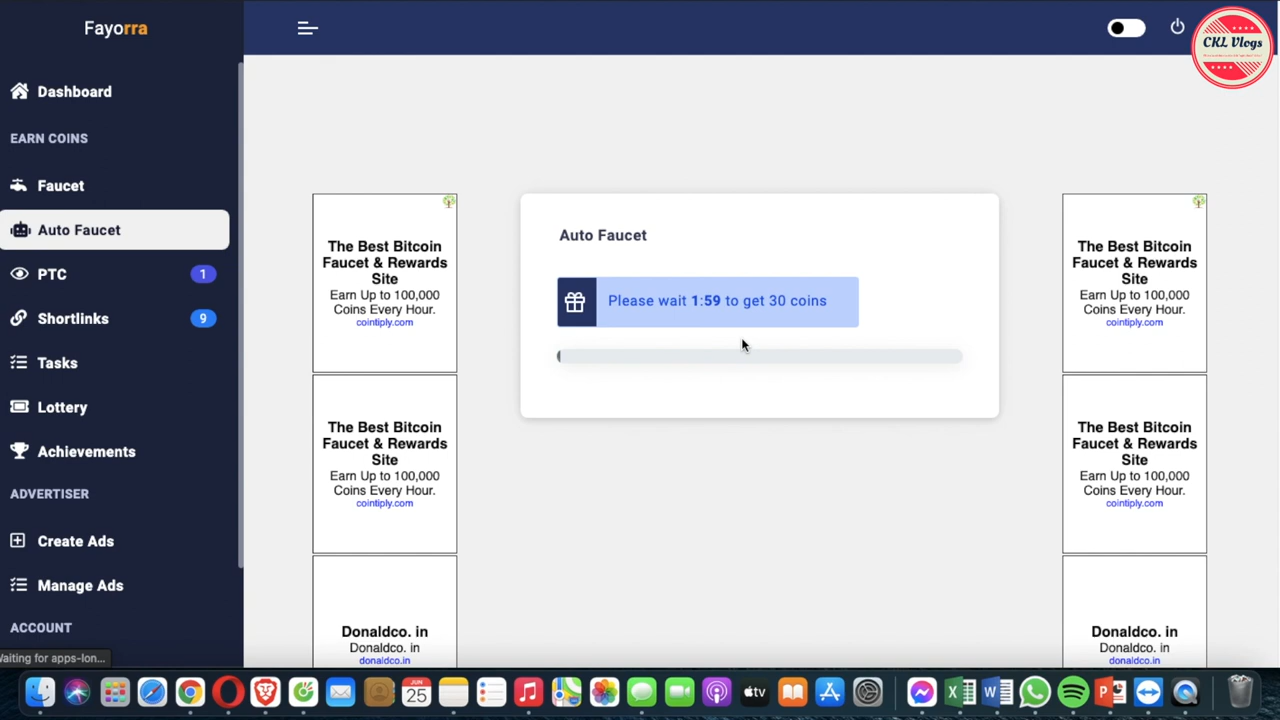 Fayorra
Dashboard
EARN COINS
Faucet
Auto Faucet
PTC 1
Shortlinks 9
Tasks
Lottery
Achievements
ADVERTISER
Create Ads
Manage Ads
ACCOUNT
Waiting for apps-lon...
CKL Vlogs
The Best Bitcoin
Faucet & Rewards
Site
Earn Up to 100,000
Coins Every Hour.
cointiply.com
The Best Bitcoin
Faucet & Rewards
Site
Earn Up to 100,000
Coins Every Hour.
cointiply.com
Donaldco. in
Donaldco. in
donaldco.in
Auto Faucet
Please wait 1:59 to get 30 coins
The Best Bitcoin
Faucet & Rewards
Site
Earn Up to 100,000
Coins Every Hour.
cointiply.com
The Best Bitcoin
Faucet & Rewards
Site
Earn Up to 100,000
Coins Every Hour.
cointiply.com
Donaldco. in
Donaldco. in
donaldco.in
JUN
25
tv